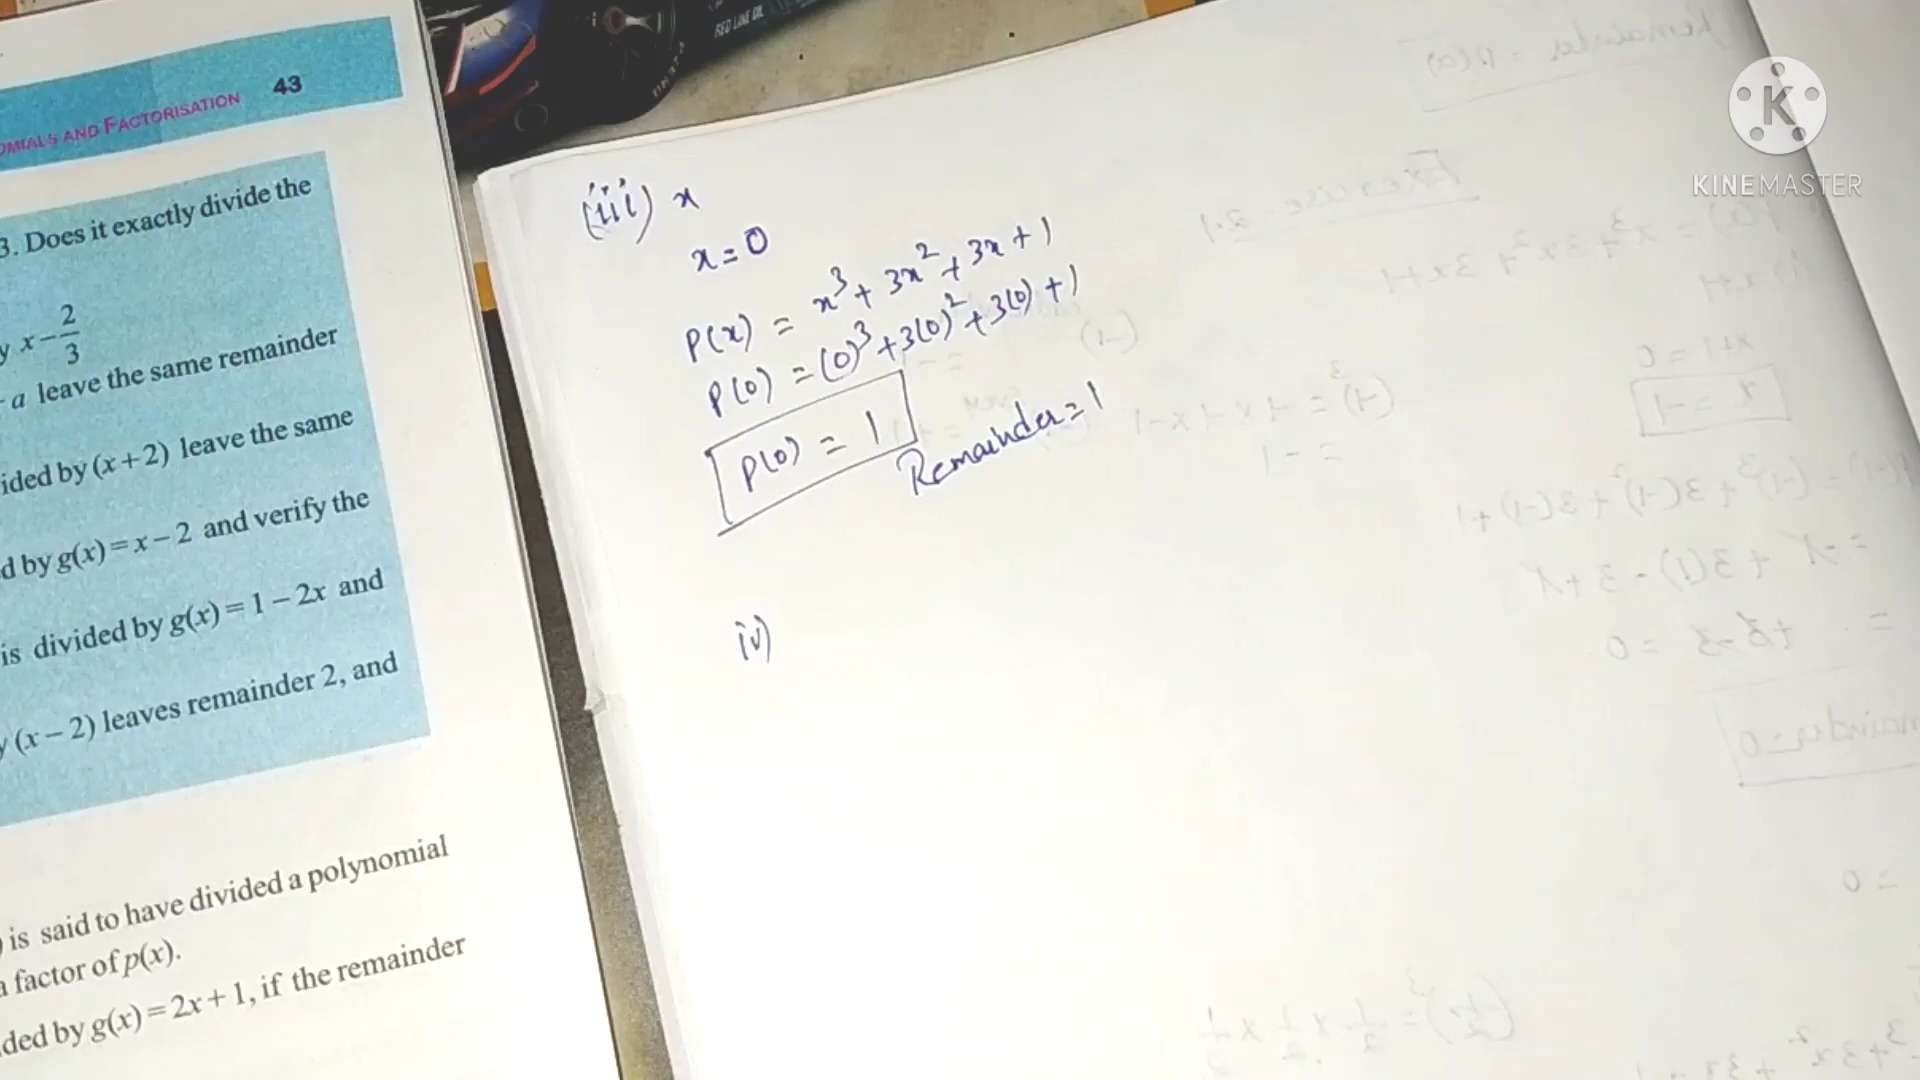 43
OMIALS AND FACTORISATION
3. Does it exactly divide the
y x - 2/3
- a leave the same remainder
ided by (x + 2) leave the same
d by g(x) = x - 2 and verify the
is divided by g(x) = 1 - 2x and
y (x - 2) leaves remainder 2, and
) is said to have divided a polynomial
a factor of p(x).
ded by g(x) = 2x + 1, if the remainder
RED LINE OIL
(iii) x
x = 0
P(x) = x³ + 3x² + 3x + 1
P(0) = (0)³ + 3(0)² + 3(0) + 1
P(0) = 1
Remainder = 1
iv)
K
KINEMASTER